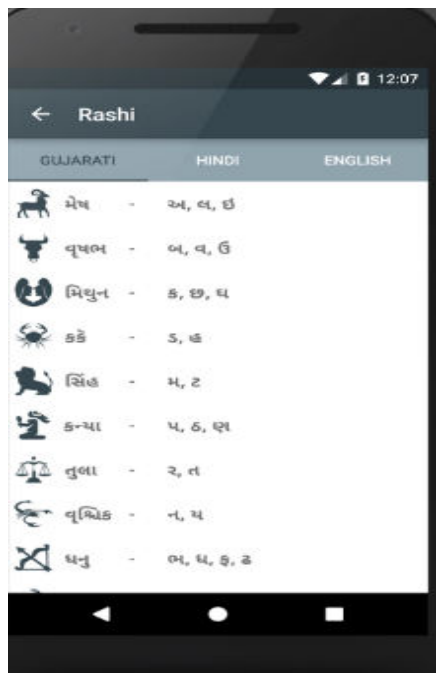 12:07
← Rashi
GUJARATI HINDI ENGLISH
મેષ - અ, લ, ઇ
વૃષભ - બ, વ, ઉ
મિથુન - ક, છ, ઘ
કર્ક - ડ, હ
સિંહ - મ, ટ
કન્યા - પ, ઠ, ણ
તુલા - ર, ત
વૃશ્ચિક - ન, ય
ધનુ - ભ, ધ, ફ, ઢ